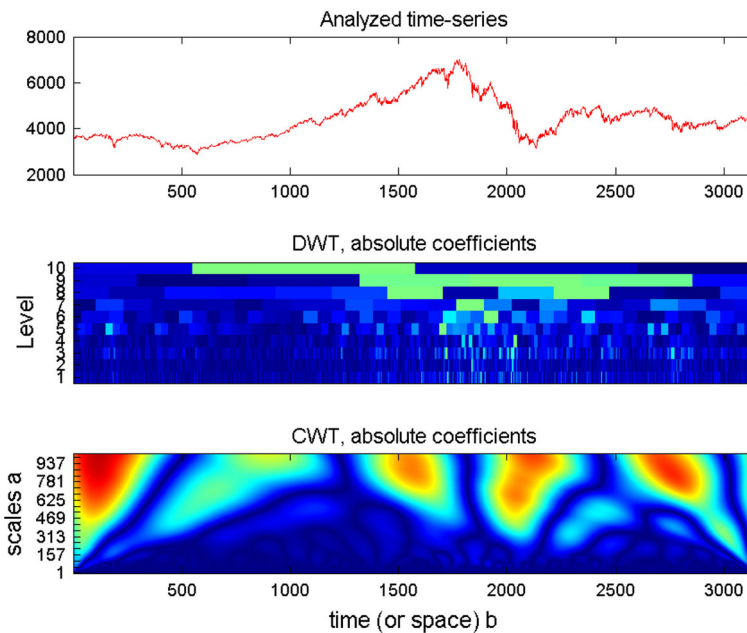 Analyzed time-series
8000
6000
4000
2000
500 1000 1500 2000 2500 3000
DWT, absolute coefficients
Level
10
9
8
7
6
5
4
3
2
1
CWT, absolute coefficients
scales a
937
781
625
469
313
157
1
500 1000 1500 2000 2500 3000
time (or space) b